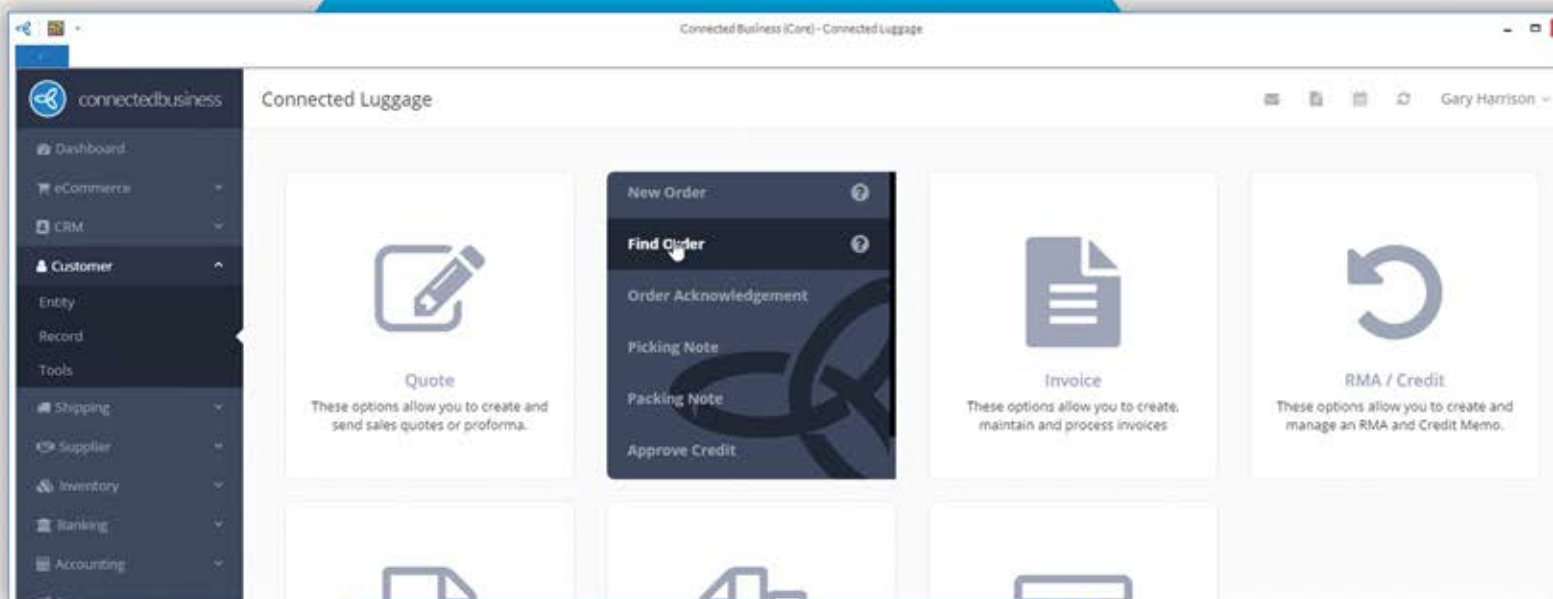 Connected Business (Core) - Connected Luggage
connectedbusiness
Connected Luggage
Gary Harrison
Dashboard
eCommerce
CRM
Customer
Entity
Record
Tools
Shipping
Supplier
Inventory
Banking
Accounting
Quote
These options allow you to create and
send sales quotes or proforma.
New Order
Find Order
Order Acknowledgement
Picking Note
Packing Note
Approve Credit
Invoice
These options allow you to create,
maintain and process invoices
RMA / Credit
These options allow you to create and
manage an RMA and Credit Memo.